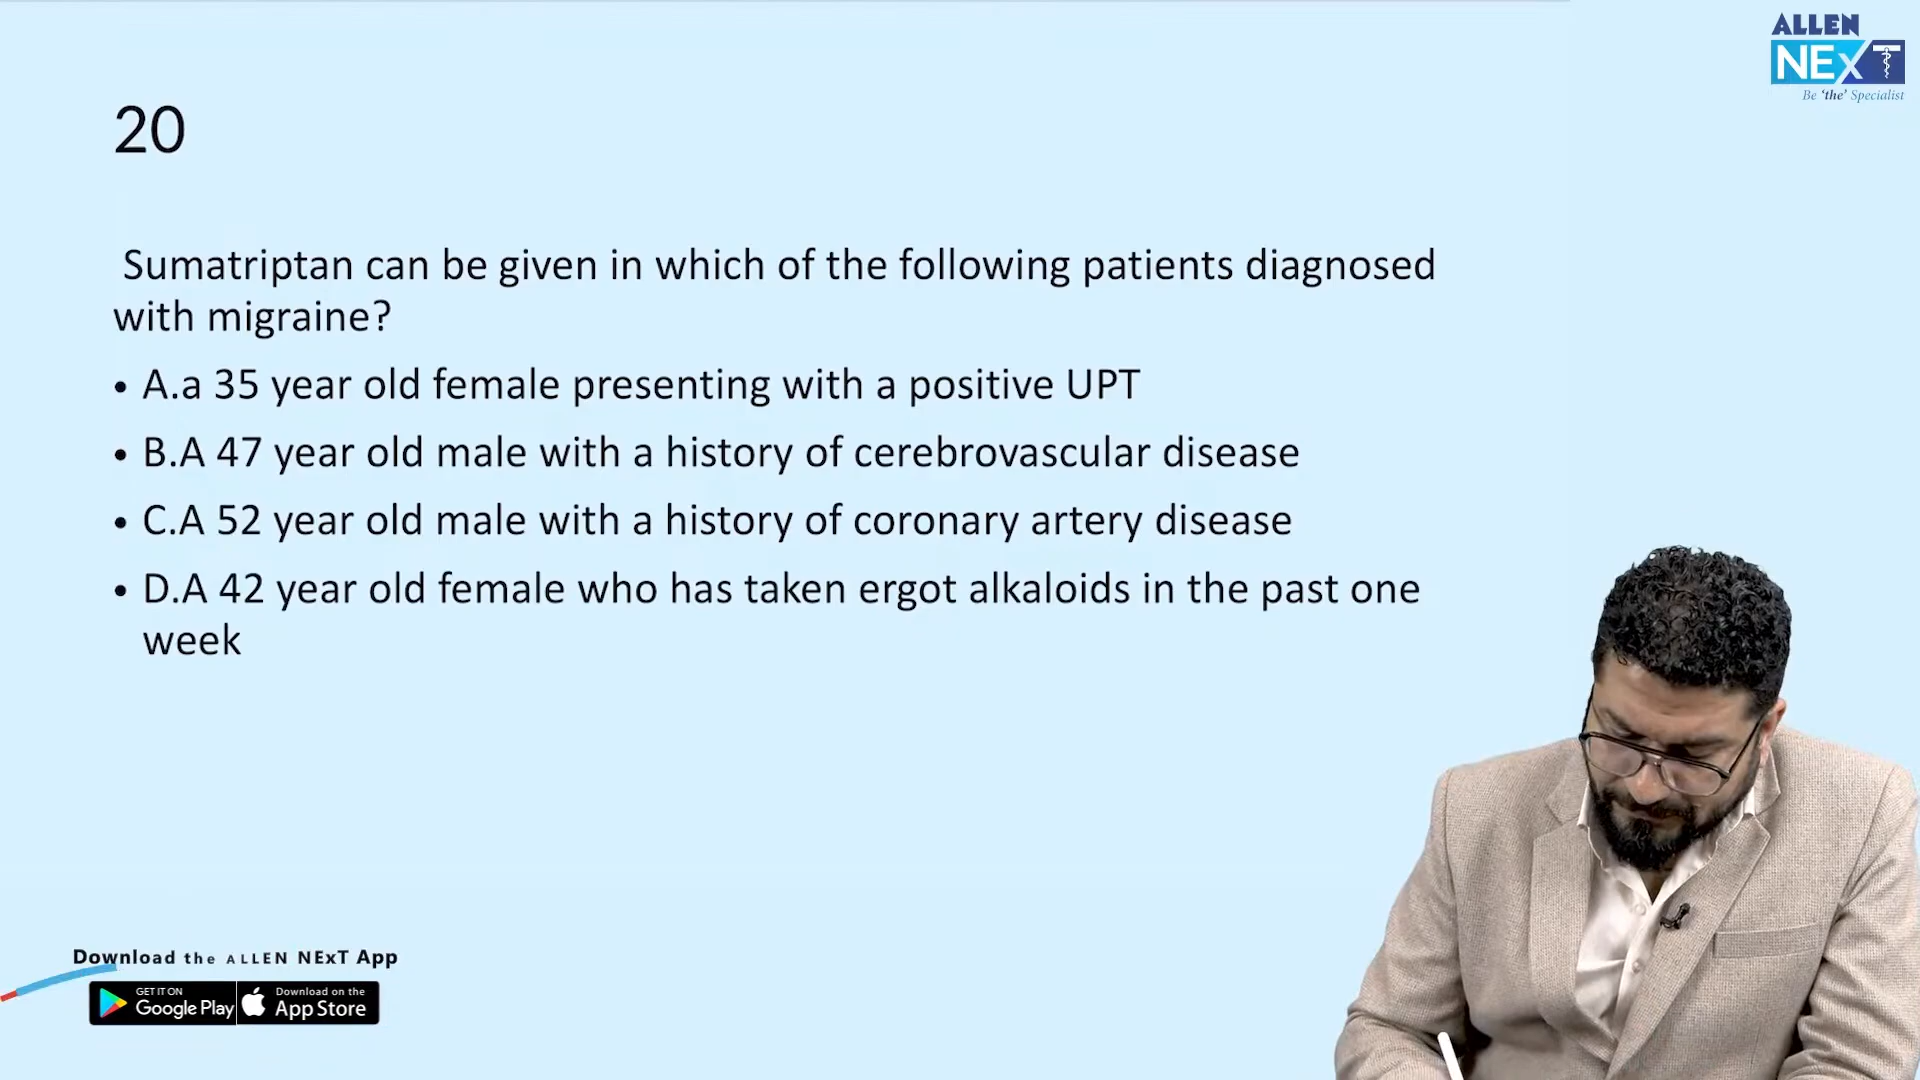 ALLEN
NExT
Be 'the' Specialist
20
Sumatriptan can be given in which of the following patients diagnosed
with migraine?
• A.a 35 year old female presenting with a positive UPT
• B.A 47 year old male with a history of cerebrovascular disease
• C.A 52 year old male with a history of coronary artery disease
• D.A 42 year old female who has taken ergot alkaloids in the past one
week
Download the ALLEN NExT App
GET IT ON
Google Play
Download on the
App Store